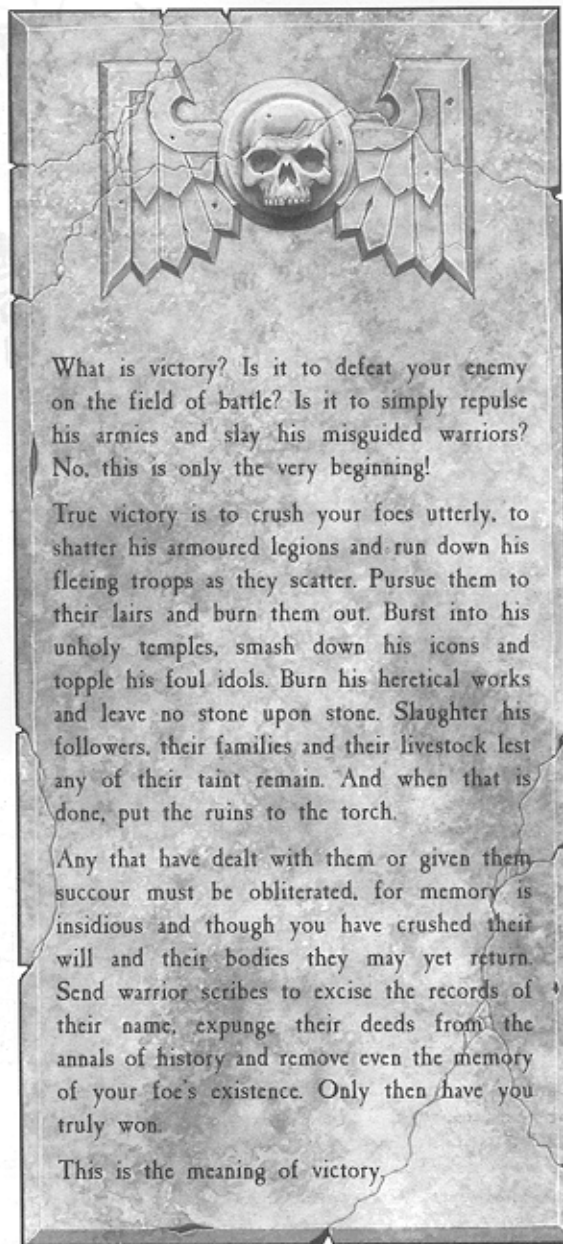 What is victory? Is it to defeat your enemy
on the field of battle? Is it to simply repulse
his armies and slay his misguided warriors?
No, this is only the very beginning!
True victory is to crush your foes utterly, to
shatter his armoured legions and run down his
fleeing troops as they scatter. Pursue them to
their lairs and burn them out. Burst into his
unholy temples, smash down his icons and
topple his foul idols. Burn his heretical works
and leave no stone upon stone. Slaughter his
followers, their families and their livestock lest
any of their taint remain. And when that is
done, put the ruins to the torch.
Any that have dealt with them or given them
succour must be obliterated, for memory is
insidious and though you have crushed their
will and their bodies they may yet return.
Send warrior scribes to excise the records of
their name, expunge their deeds from the
annals of history and remove even the memory
of your foe's existence. Only then have you
truly won.
This is the meaning of victory.